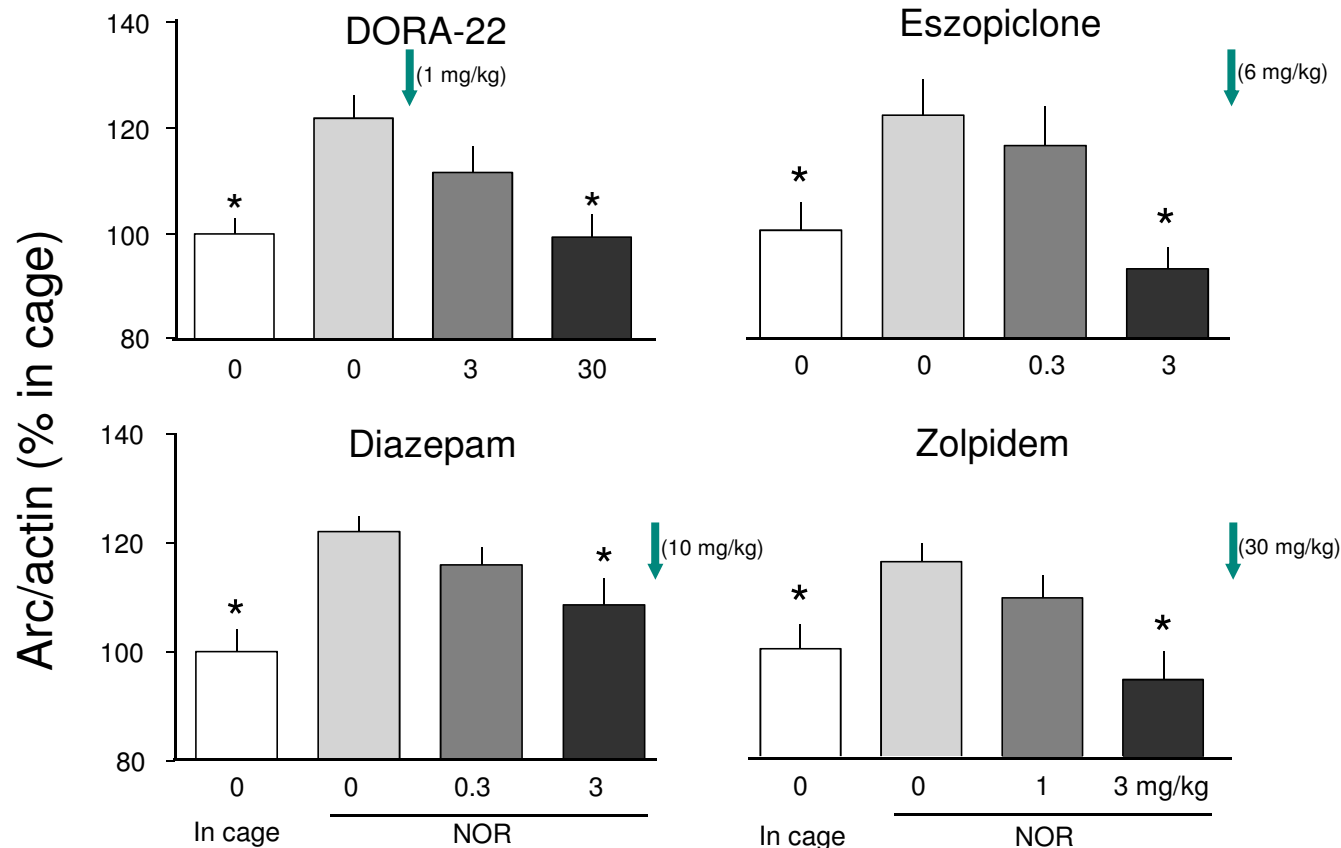 Arc/actin (% in cage)
DORA-22
(1 mg/kg)
140
120
100
80
*
*
0
0
3
30
Eszopiclone
(6 mg/kg)
*
*
0
0
0.3
3
Diazepam
(10 mg/kg)
140
120
100
80
*
*
0
0
0.3
3
In cage
NOR
Zolpidem
(30 mg/kg)
*
*
0
0
1
3 mg/kg
In cage
NOR